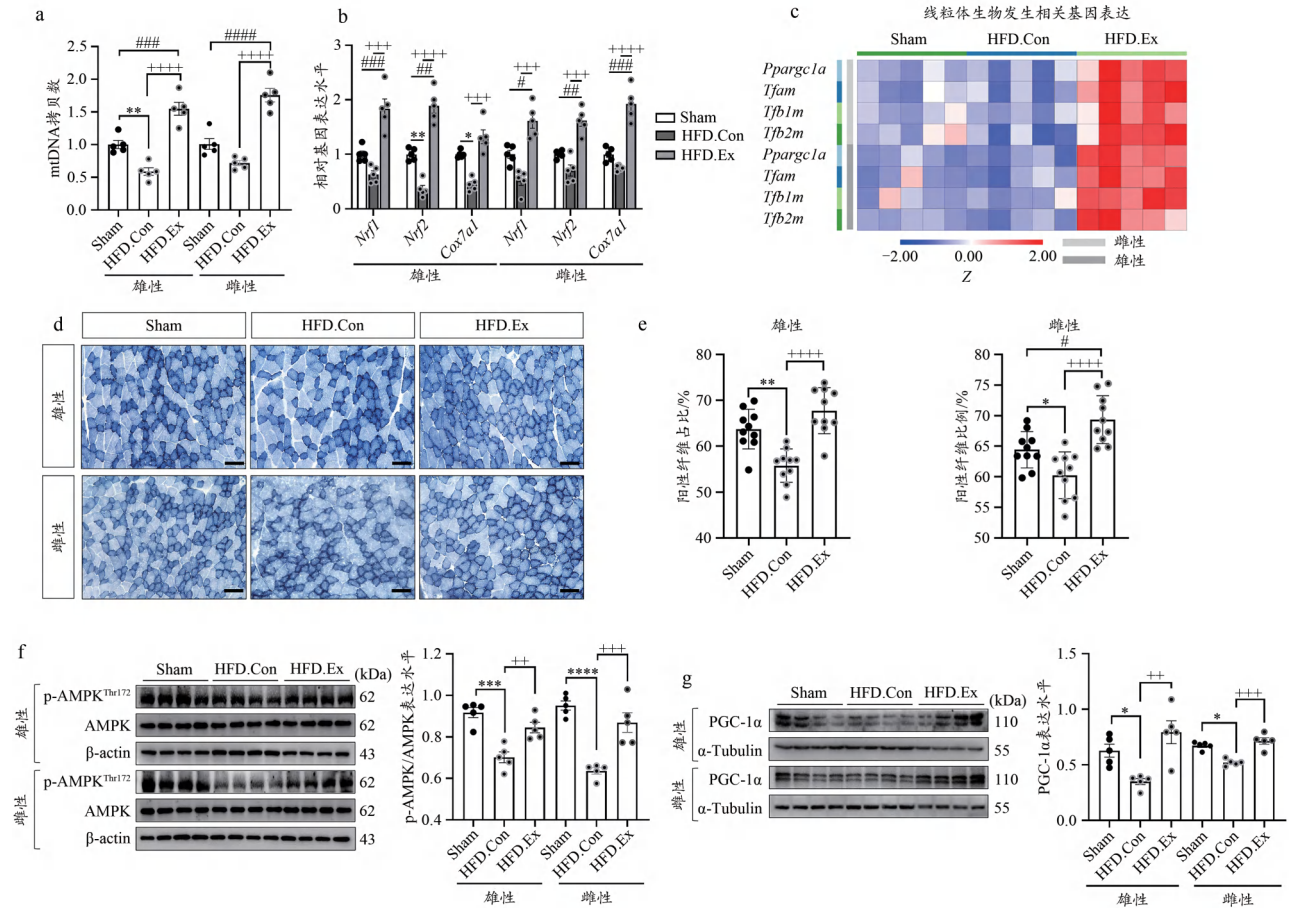 a
###
####
++++
++++
**
mtDNA拷贝数
2.5
2.0
1.5
1.0
0.5
0.0
Sham
HFD.Con
HFD.Ex
Sham
HFD.Con
HFD.Ex
雄性
雌性
b
+++
###
+++
##
**
+++
*
+++
#
+++
##
++++
###
相对基因表达水平
3
2
1
0
Nrf1
Nrf2
Cox7a1
Nrf1
Nrf2
Cox7a1
雄性
雌性
Sham
HFD.Con
HFD.Ex
c
线粒体生物发生相关基因表达
Sham
HFD.Con
HFD.Ex
Ppargc1a
Tfam
Tfb1m
Tfb2m
Ppargc1a
Tfam
Tfb1m
Tfb2m
−2.00
0.00
2.00
Z
雌性
雄性
d
Sham
HFD.Con
HFD.Ex
雄性
雌性
e
雄性
++++
**
阳性纤维占比/%
80
70
60
50
40
Sham
HFD.Con
HFD.Ex
雌性
#
++++
*
阳性纤维比例/%
80
75
70
65
60
55
50
Sham
HFD.Con
HFD.Ex
f
Sham
HFD.Con
HFD.Ex
(kDa)
雄性
p-AMPKThr172
62
AMPK
62
β-actin
43
雌性
p-AMPKThr172
62
AMPK
62
β-actin
43
p-AMPK/AMPK表达水平
1.2
1.0
0.8
0.6
0.4
***
++
****
+++
Sham
HFD.Con
HFD.Ex
Sham
HFD.Con
HFD.Ex
雄性
雌性
g
Sham
HFD.Con
HFD.Ex
(kDa)
雄性
PGC-1α
110
α-Tubulin
55
雌性
PGC-1α
110
α-Tubulin
55
PGC-1α表达水平
1.5
1.0
0.5
0.0
*
++
*
+++
Sham
HFD.Con
HFD.Ex
Sham
HFD.Con
HFD.Ex
雄性
雌性